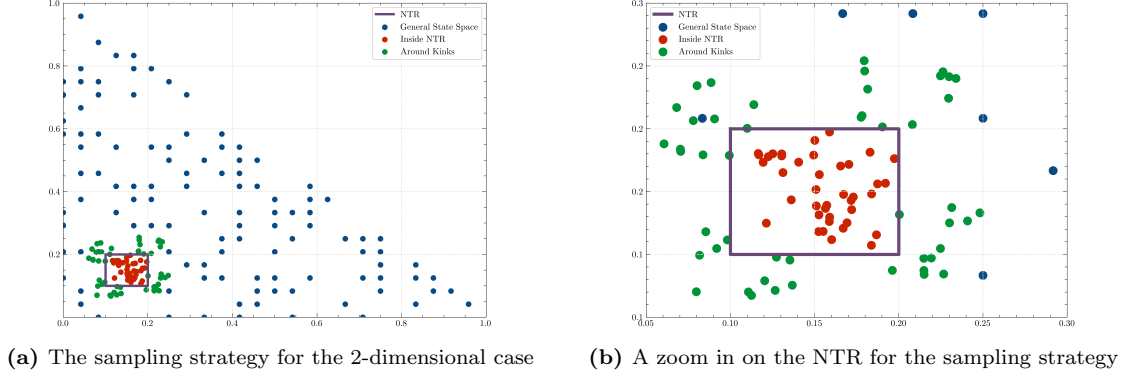 1.0
0.8
0.6
0.4
0.2
0.0
0.2
0.4
0.6
0.8
1.0
NTR
General State Space
Inside NTR
Around Kinks
0.3
0.2
0.2
0.2
0.1
0.1
0.05
0.10
0.15
0.20
0.25
0.30
NTR
General State Space
Inside NTR
Around Kinks
(a) The sampling strategy for the 2-dimensional case
(b) A zoom in on the NTR for the sampling strategy